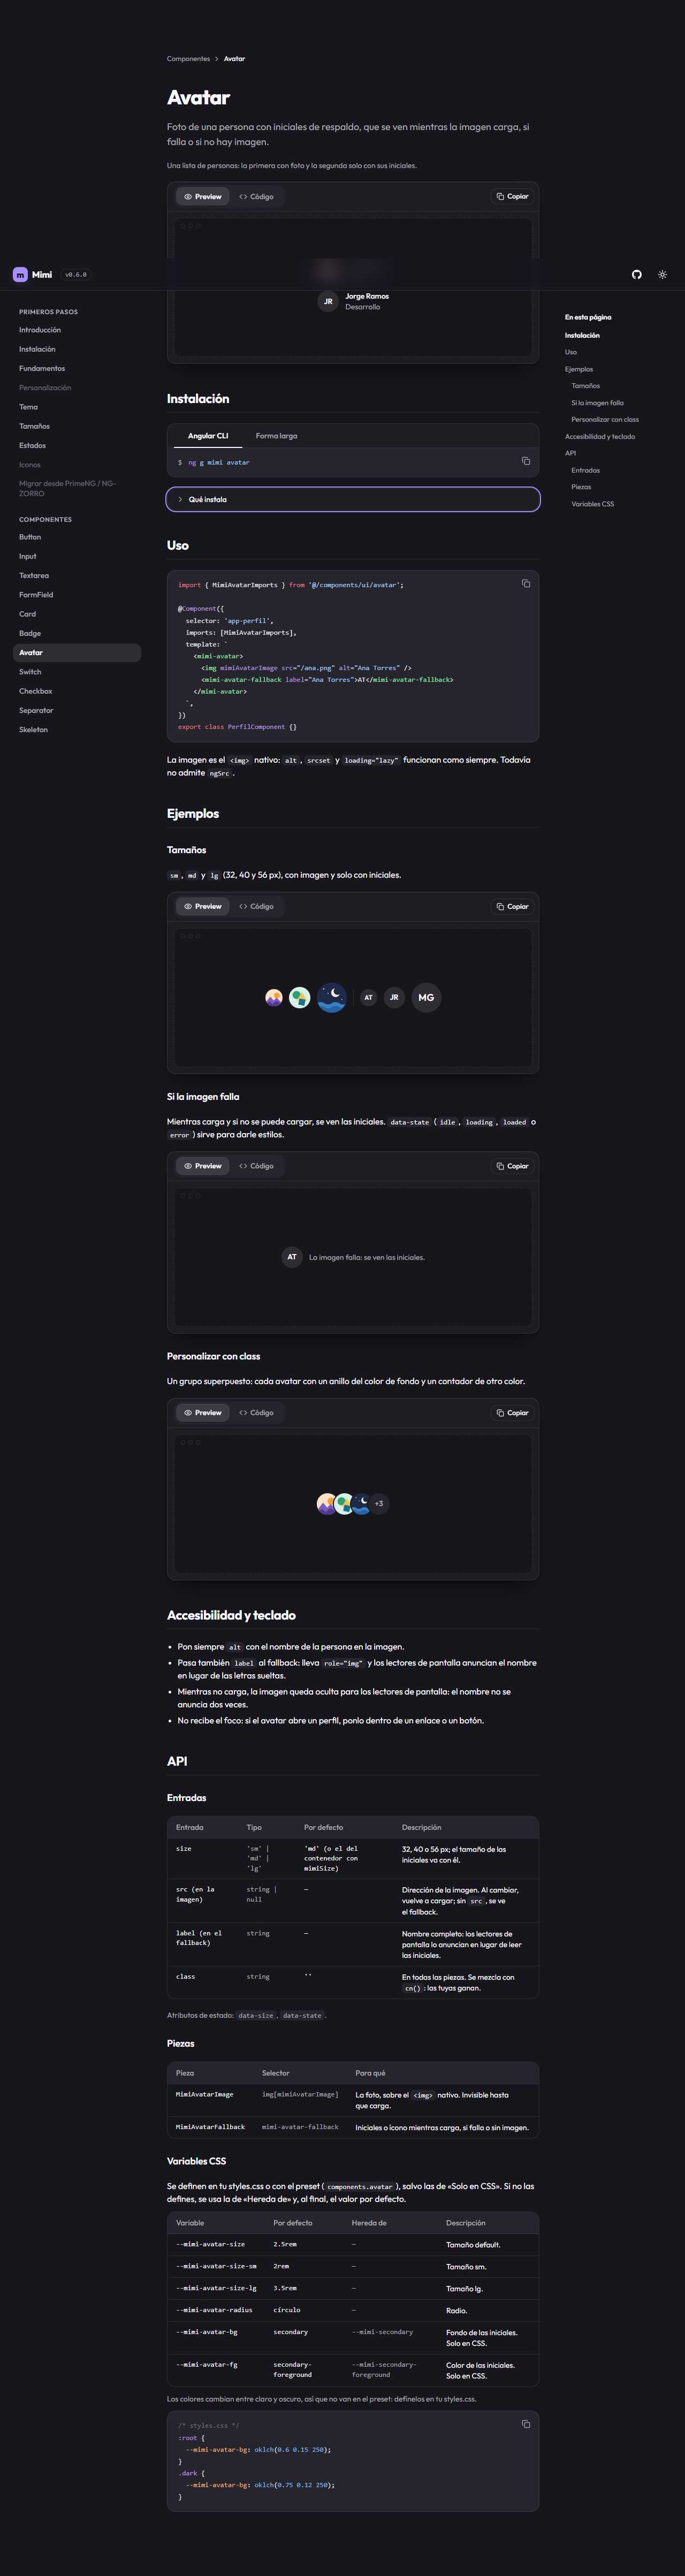 Componentes > Avatar
Avatar
Foto de una persona con iniciales de respaldo, que se ven mientras la imagen carga, si
falla o si no hay imagen.
Una lista de personas: la primera con foto y la segunda solo con sus iniciales.
Preview
Código
Copiar
m Mimi v0.6.0
JR
Jorge Ramos
Desarrollo
PRIMEROS PASOS
Introducción
Instalación
Fundamentos
Personalización
Tema
Tamaños
Estados
Iconos
Migrar desde PrimeNG / NG-
ZORRO
COMPONENTES
Button
Input
Textarea
FormField
Card
Badge
Avatar
Switch
Checkbox
Separator
Skeleton
En esta página
Instalación
Uso
Ejemplos
Tamaños
Si la imagen falla
Personalizar con class
Accesibilidad y teclado
API
Entradas
Piezas
Variables CSS
Instalación
Angular CLI
Forma larga
$ ng g mimi avatar
> Qué instala
Uso
import { MimiAvatarImports } from '@/components/ui/avatar';
@Component({
selector: 'app-perfil',
imports: [MimiAvatarImports],
template: `
<mimi-avatar>
<img mimiAvatarImage src="/ana.png" alt="Ana Torres" />
<mimi-avatar-fallback label="Ana Torres">AT</mimi-avatar-fallback>
</mimi-avatar>
`,
})
export class PerfilComponent {}
La imagen es el <img> nativo: alt, srcset y loading="lazy" funcionan como siempre. Todavía
no admite ngSrc.
Ejemplos
Tamaños
sm, md y lg (32, 40 y 56 px), con imagen y solo con iniciales.
Preview
Código
Copiar
AT
JR
MG
Si la imagen falla
Mientras carga y si no se puede cargar, se ven las iniciales. data-state (idle, loading, loaded o
error) sirve para darle estilos.
Preview
Código
Copiar
AT
La imagen falla: se ven las iniciales.
Personalizar con class
Un grupo superpuesto: cada avatar con un anillo del color de fondo y un contador de otro color.
Preview
Código
Copiar
+3
Accesibilidad y teclado
• Pon siempre alt con el nombre de la persona en la imagen.
• Pasa también label al fallback: lleva role="img" y los lectores de pantalla anuncian el nombre
en lugar de las letras sueltas.
• Mientras no carga, la imagen queda oculta para los lectores de pantalla: el nombre no se
anuncia dos veces.
• No recibe el foco: si el avatar abre un perfil, ponlo dentro de un enlace o un botón.
API
Entradas
Entrada Tipo Por defecto Descripción
size 'sm' | 'md' | 'lg' 'md' (o el del contenedor con mimiSize) 32, 40 o 56 px; el tamaño de las iniciales va con él.
src (en la imagen) string | null — Dirección de la imagen. Al cambiar, vuelve a cargar; sin src, se ve el fallback.
label (en el fallback) string — Nombre completo: los lectores de pantalla lo anuncian en lugar de leer las iniciales.
class string '' En todas las piezas. Se mezcla con cn(): las tuyas ganan.
Atributos de estado: data-size, data-state.
Piezas
Pieza Selector Para qué
MimiAvatarImage img[mimiAvatarImage] La foto, sobre el <img> nativo. Invisible hasta que carga.
MimiAvatarFallback mimi-avatar-fallback Iniciales o icono mientras carga, si falla o sin imagen.
Variables CSS
Se definen en tu styles.css o con el preset (components.avatar), salvo las de «Solo en CSS». Si no las
defines, se usa la de «Hereda de» y, al final, el valor por defecto.
Variable Por defecto Hereda de Descripción
--mimi-avatar-size 2.5rem — Tamaño default.
--mimi-avatar-size-sm 2rem — Tamaño sm.
--mimi-avatar-size-lg 3.5rem — Tamaño lg.
--mimi-avatar-radius círculo — Radio.
--mimi-avatar-bg secondary --mimi-secondary Fondo de las iniciales. Solo en CSS.
--mimi-avatar-fg secondary-foreground --mimi-secondary-foreground Color de las iniciales. Solo en CSS.
Los colores cambian entre claro y oscuro, así que no van en el preset: defínelos en tu styles.css.
/* styles.css */
:root {
--mimi-avatar-bg: oklch(0.6 0.15 250);
}
.dark {
--mimi-avatar-bg: oklch(0.75 0.12 250);
}